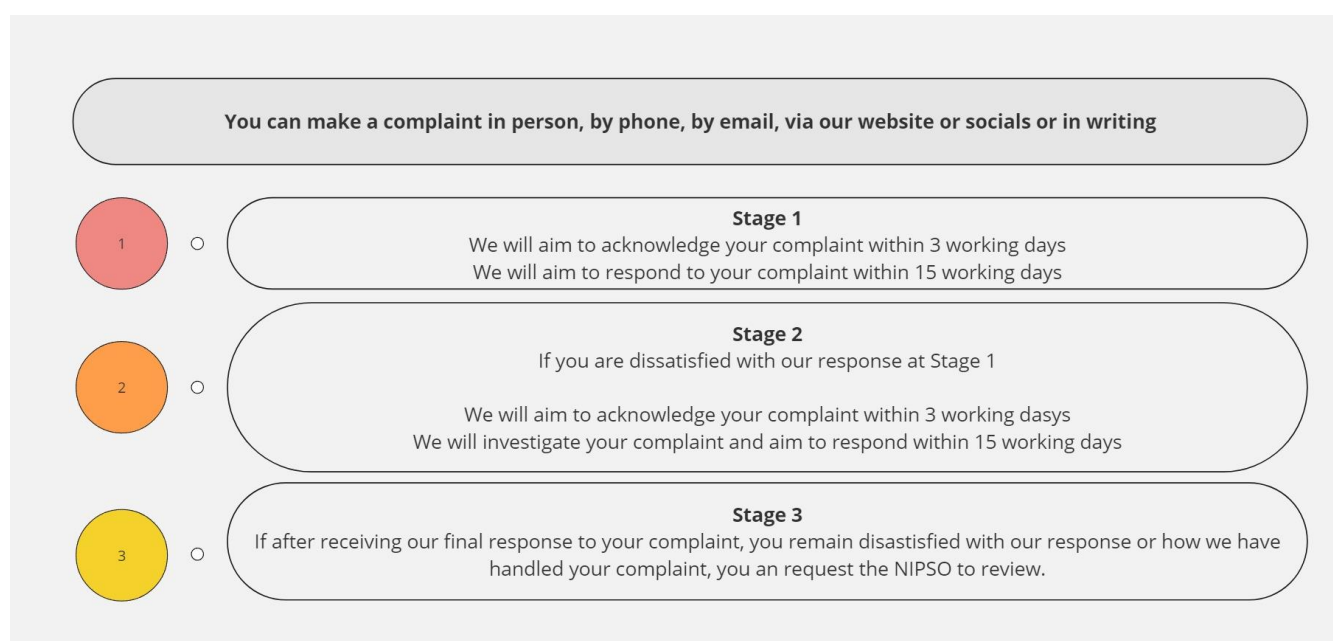 You can make a complaint in person, by phone, by email, via our website or socials or in writing
1
Stage 1
We will aim to acknowledge your complaint within 3 working days
We will aim to respond to your complaint within 15 working days
2
Stage 2
If you are dissatisfied with our response at Stage 1
We will aim to acknowledge your complaint within 3 working dasys
We will investigate your complaint and aim to respond within 15 working days
3
Stage 3
If after receiving our final response to your complaint, you remain disastisfied with our response or how we have
handled your complaint, you an request the NIPSO to review.